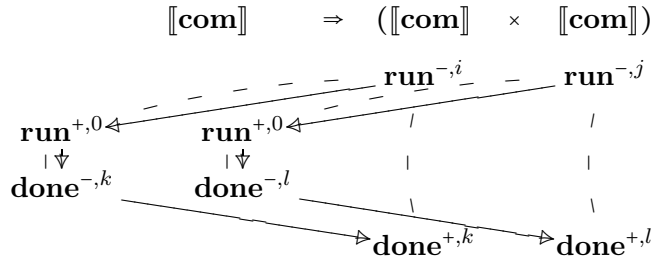 ⟦com⟧ ⇒ (⟦com⟧ × ⟦com⟧)
run⁻,ⁱ run⁻,ʲ
run⁺,⁰ run⁺,⁰
done⁻,ᵏ done⁻,ˡ
done⁺,ᵏ done⁺,ˡ